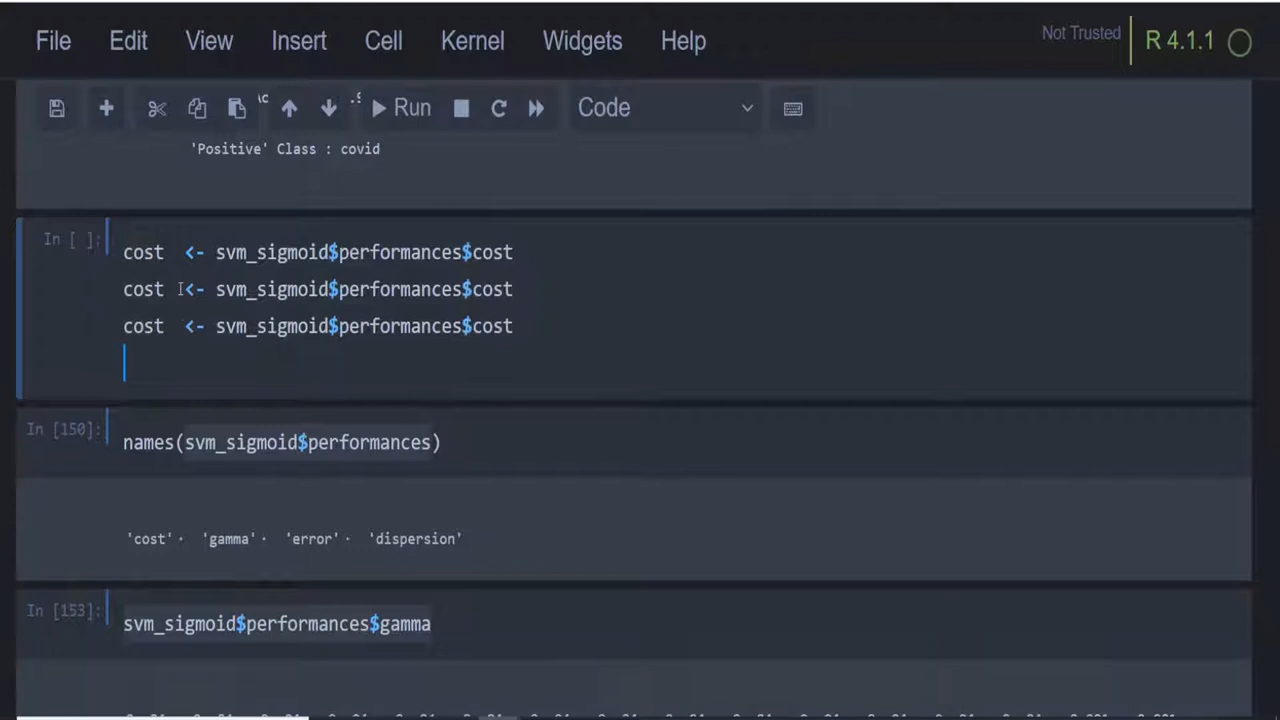 File Edit View Insert Cell Kernel Widgets Help Not Trusted R 4.1.1
Run Code
'Positive' Class : covid
In [ ]:
cost <- svm_sigmoid$performances$cost
cost <- svm_sigmoid$performances$cost
cost <- svm_sigmoid$performances$cost
In [150]: names(svm_sigmoid$performances)
'cost' · 'gamma' · 'error' · 'dispersion'
In [153]: svm_sigmoid$performances$gamma